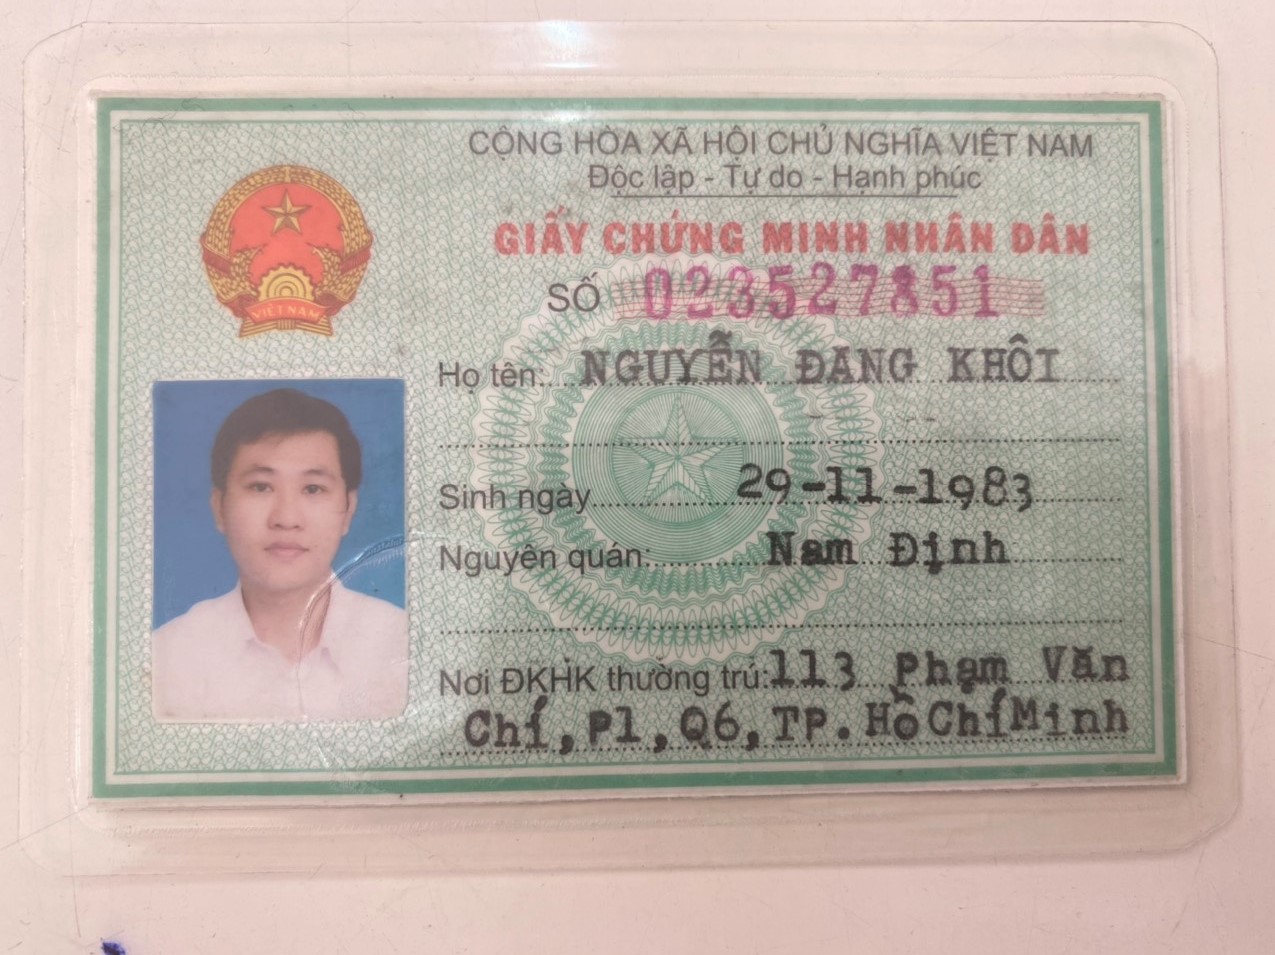 CỘNG HÒA XÃ HỘI CHỦ NGHĨA VIỆT NAM
Độc lập - Tự do - Hạnh phúc
GIẤY CHỨNG MINH NHÂN DÂN
SỐ 023527851
VIỆT NAM
Họ tên: NGUYỄN ĐANG KHÔI
Sinh ngày 29-11-1983
Nguyên quán: Nam Định
Nơi ĐKHK thường trú: 113 Phạm Văn
Chí, P1, Q6, TP. Hồ Chí Minh